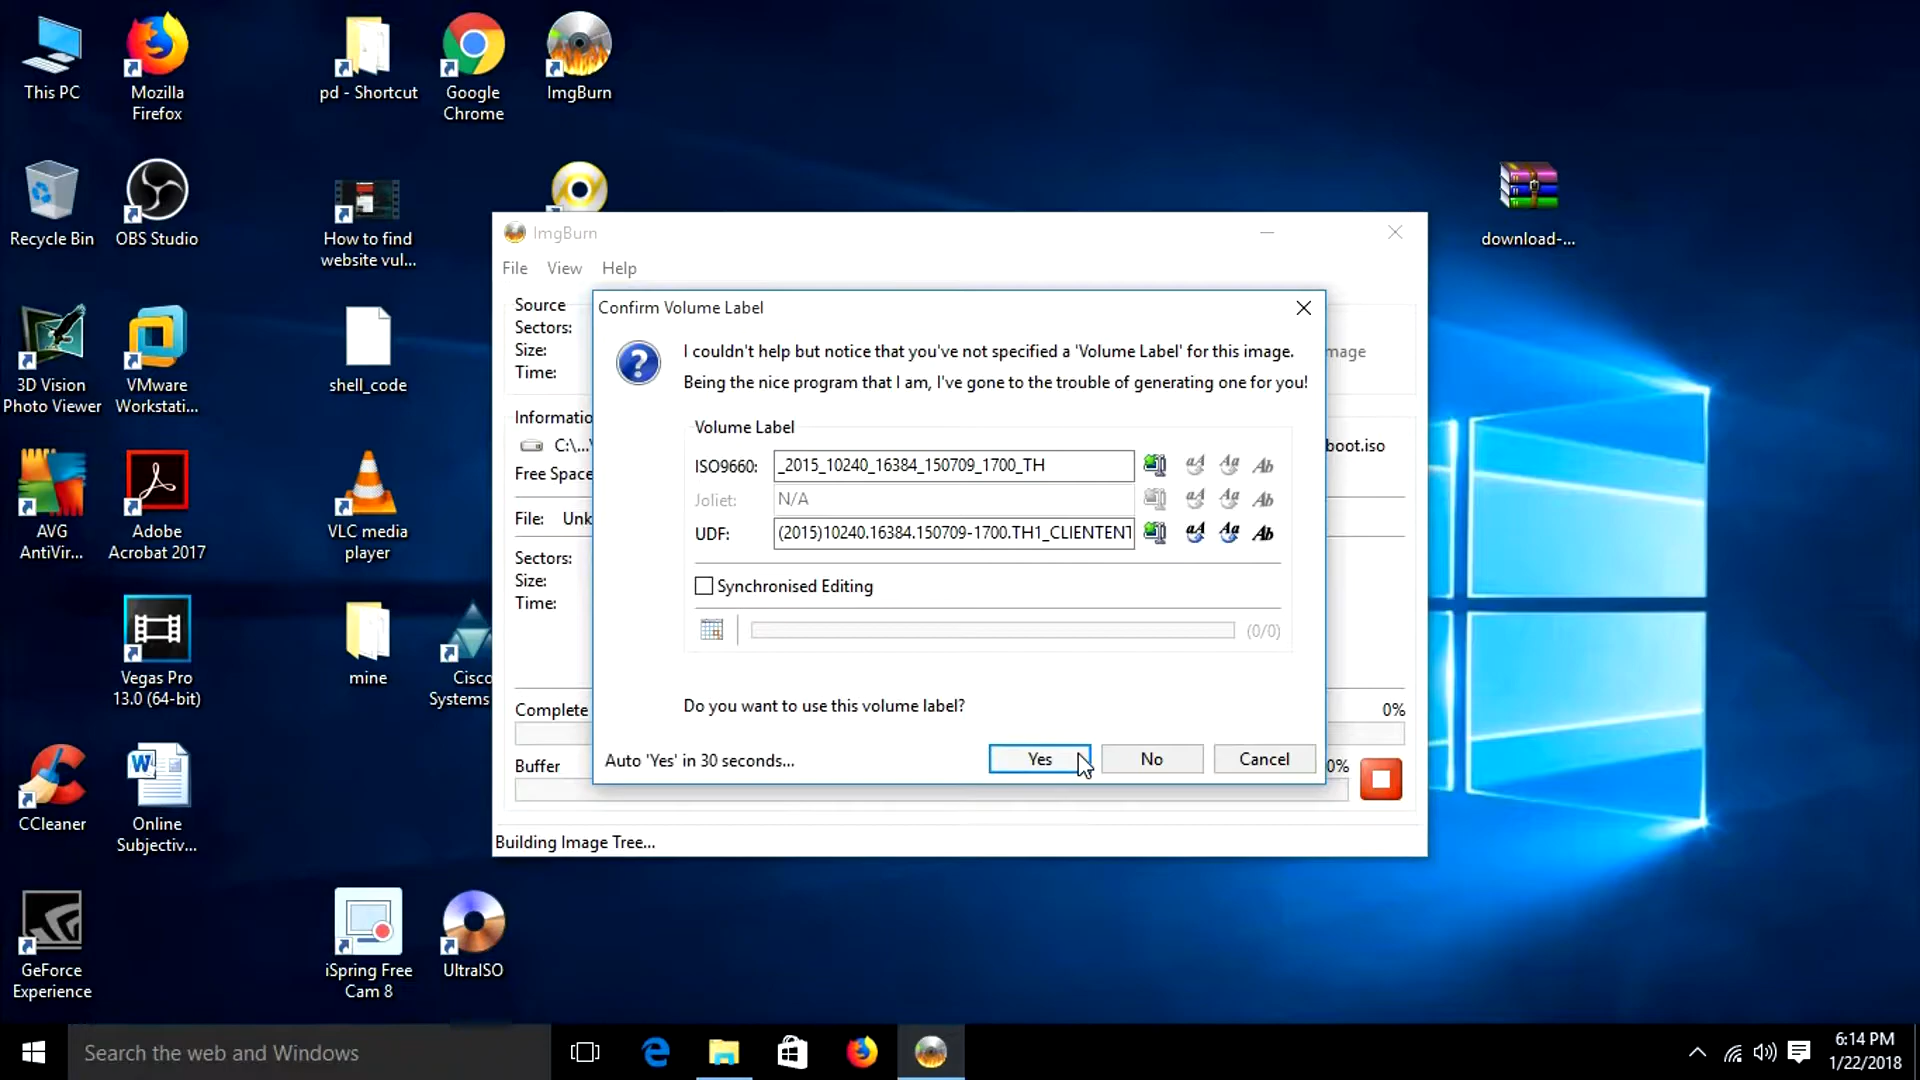 This PC
Mozilla
Firefox
pd - Shortcut
Google
Chrome
ImgBurn
Recycle Bin
OBS Studio
How to find
website vul...
download-...
3D Vision
Photo Viewer
VMware
Workstati...
shell_code
AVG
AntiVir...
Adobe
Acrobat 2017
VLC media
player
Vegas Pro
13.0 (64-bit)
mine
Cisco
Systems
CCleaner
Online
Subjectiv...
GeForce
Experience
iSpring Free
Cam 8
UltraISO
ImgBurn
File View Help
Source
Sectors:
Size:
Time:
mage
Informatio
C:\...\
boot.iso
Free Space
File: Unk
Sectors:
Size:
Time:
Complete
0%
Buffer
0%
Building Image Tree...
Confirm Volume Label
I couldn't help but notice that you've not specified a 'Volume Label' for this image.
Being the nice program that I am, I've gone to the trouble of generating one for you!
Volume Label
ISO9660: _2015_10240_16384_150709_1700_TH
Joliet: N/A
UDF: (2015)10240.16384.150709-1700.TH1_CLIENTENT
Synchronised Editing
(0/0)
Do you want to use this volume label?
Auto 'Yes' in 30 seconds...
Yes No Cancel
Search the web and Windows
6:14 PM
1/22/2018